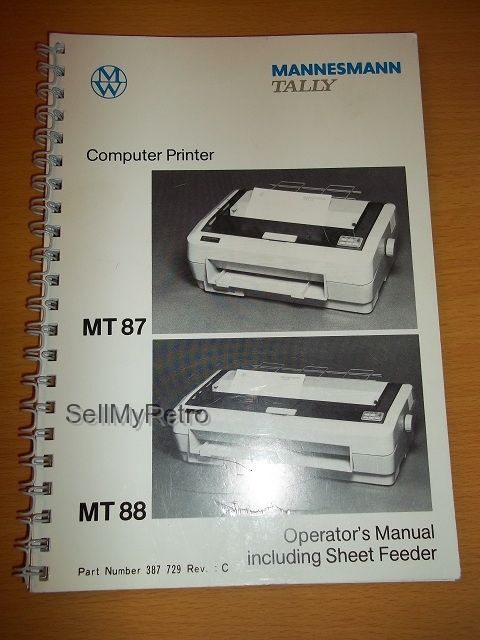 MW
MANNESMANN
TALLY
Computer Printer
MT 87
SellMyRetro
MT 88
Operator's Manual
including Sheet Feeder
Part Number 387 729 Rev. : C